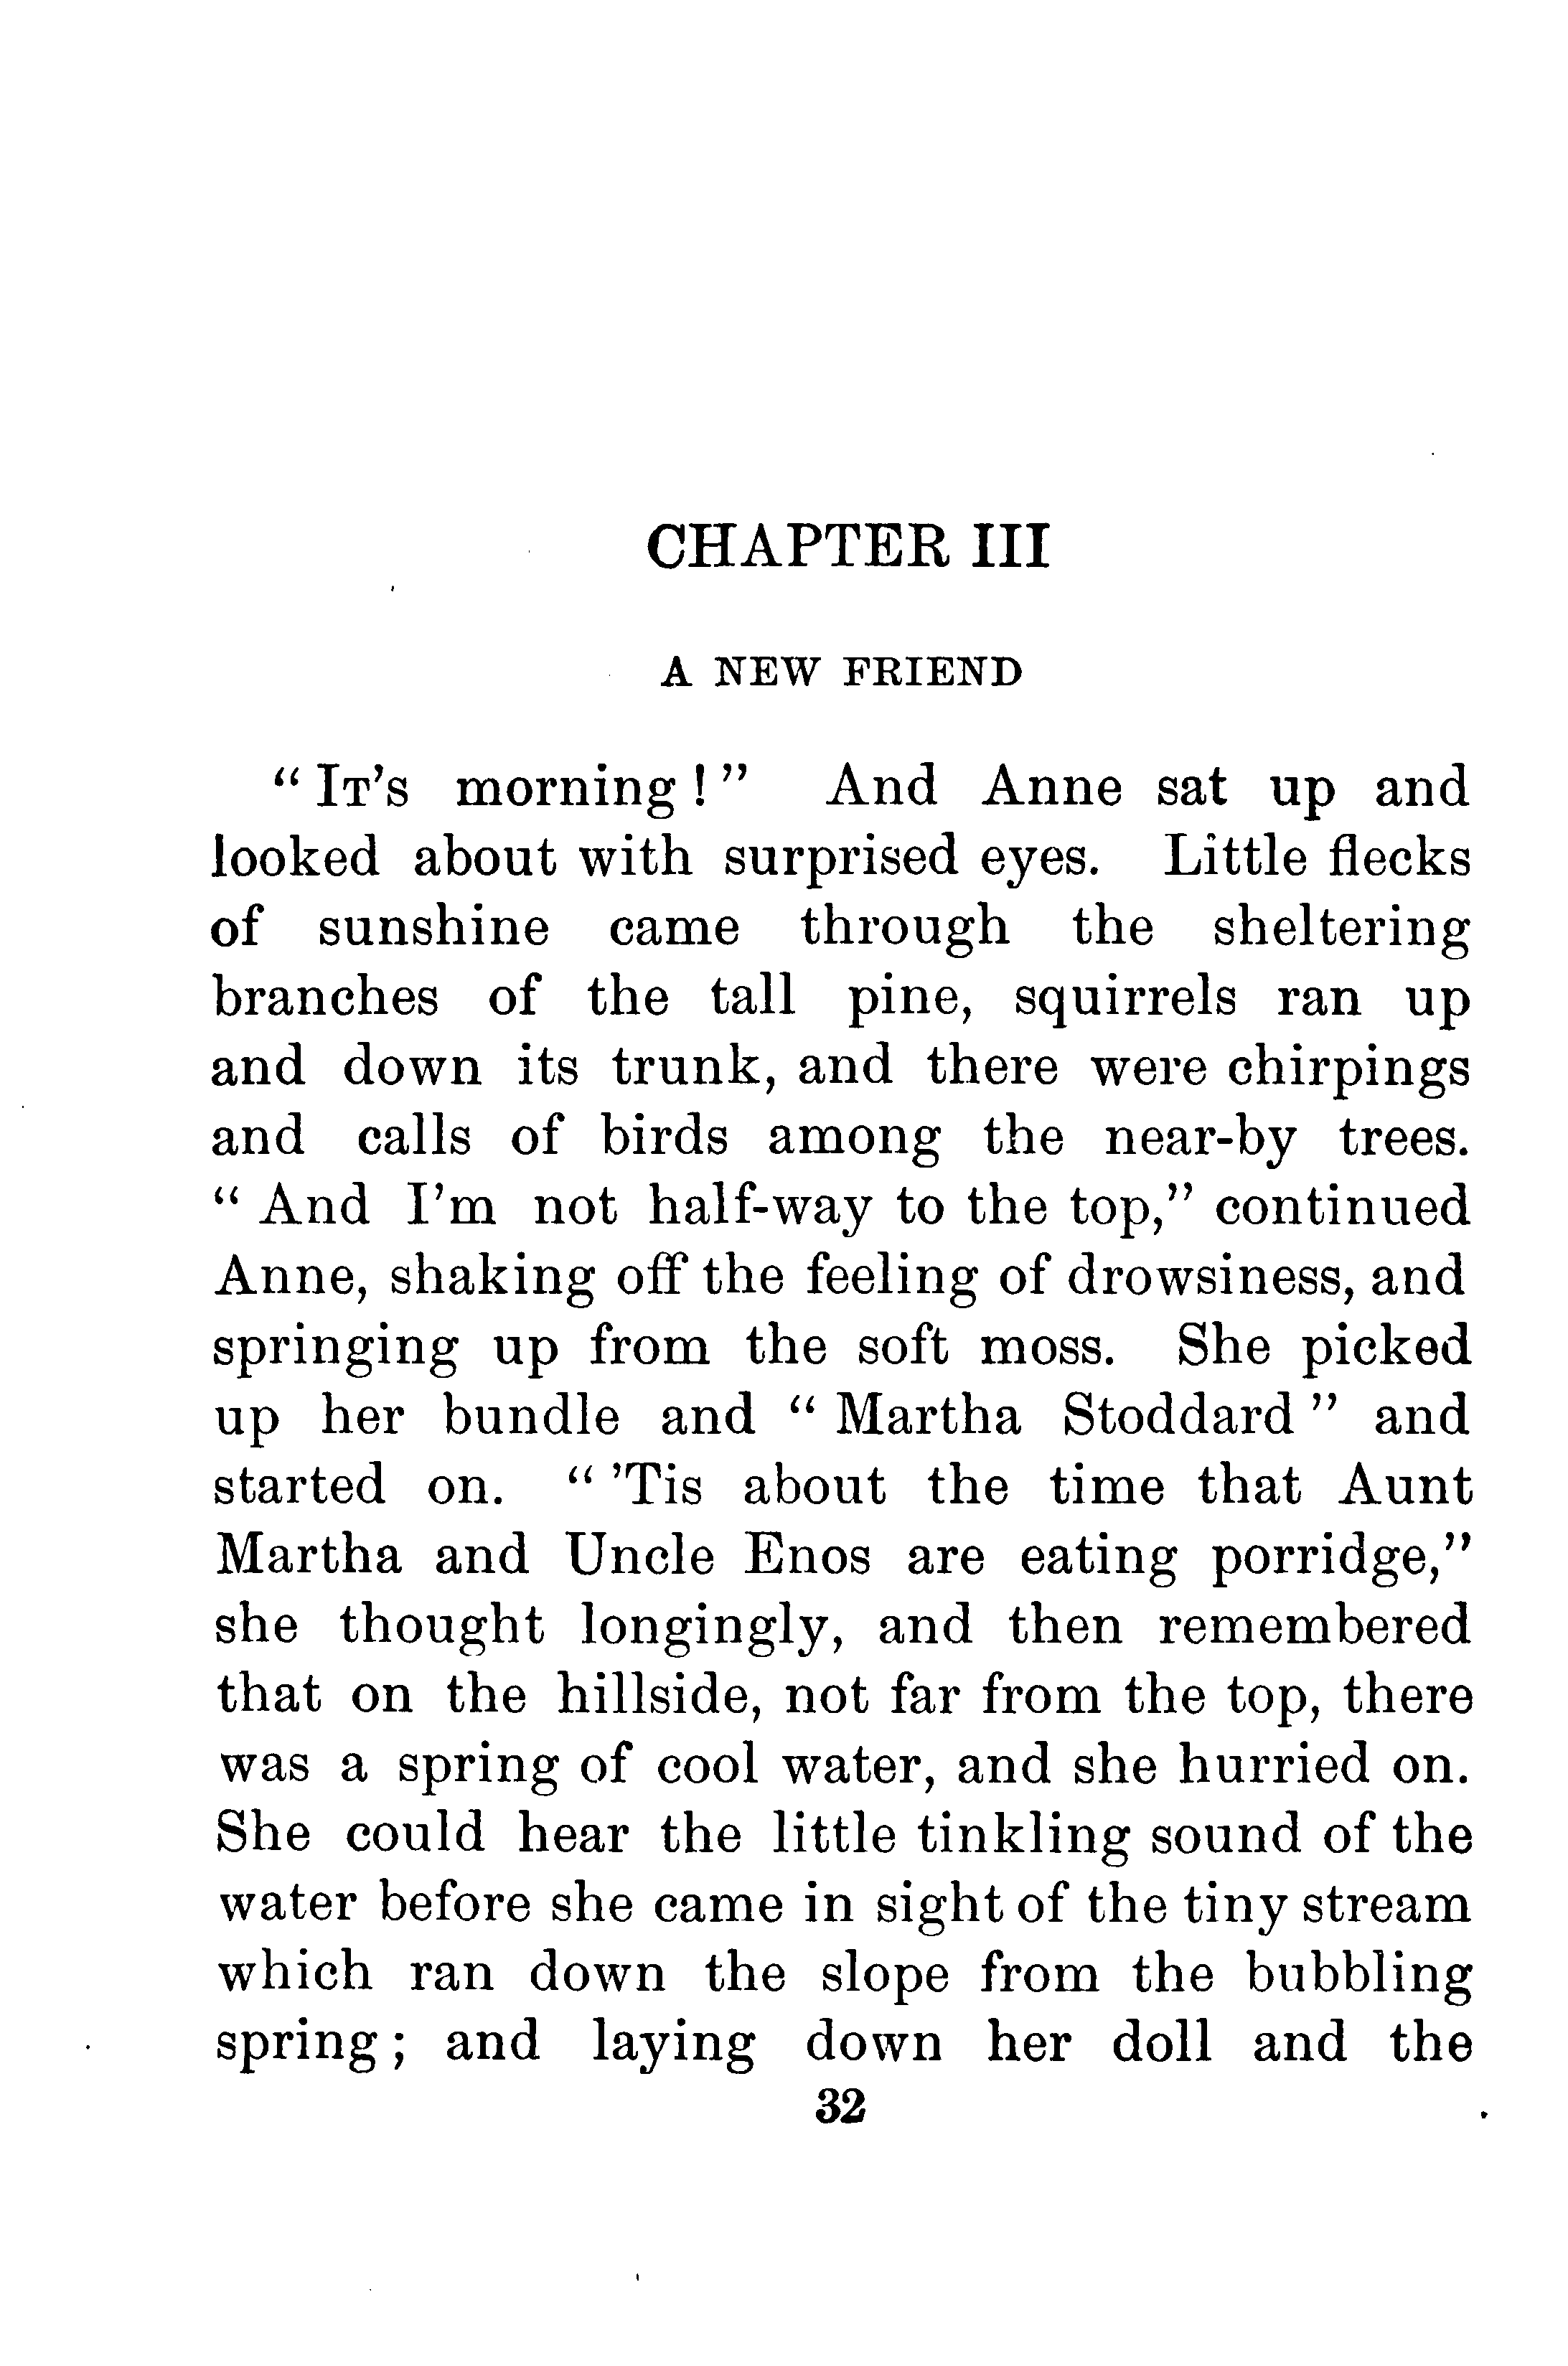 CHAPTER III
A NEW FRIEND
“ IT’S morning ! ” And Anne sat up and
looked about with surprised eyes. Little flecks
of sunshine came through the sheltering
branches of the tall pine, squirrels ran up
and down its trunk, and there were chirpings
and calls of birds among the near-by trees.
“ And I’m not half-way to the top,” continued
Anne, shaking off the feeling of drowsiness, and
springing up from the soft moss. She picked
up her bundle and “ Martha Stoddard ” and
started on. “ ’Tis about the time that Aunt
Martha and Uncle Enos are eating porridge,”
she thought longingly, and then remembered
that on the hillside, not far from the top, there
was a spring of cool water, and she hurried on.
She could hear the little tinkling sound of the
water before she came in sight of the tiny stream
which ran down the slope from the bubbling
spring ; and laying down her doll and the
32